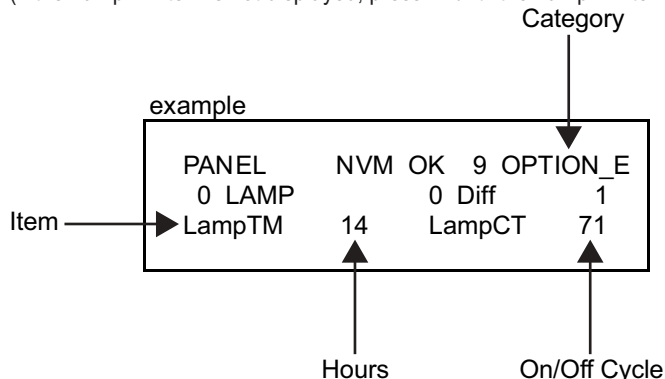 Category
example
PANEL NVM OK 9 OPTION_E
0 LAMP 0 Diff 1
Item LampTM 14 LampCT 71
Hours On/Off Cycle